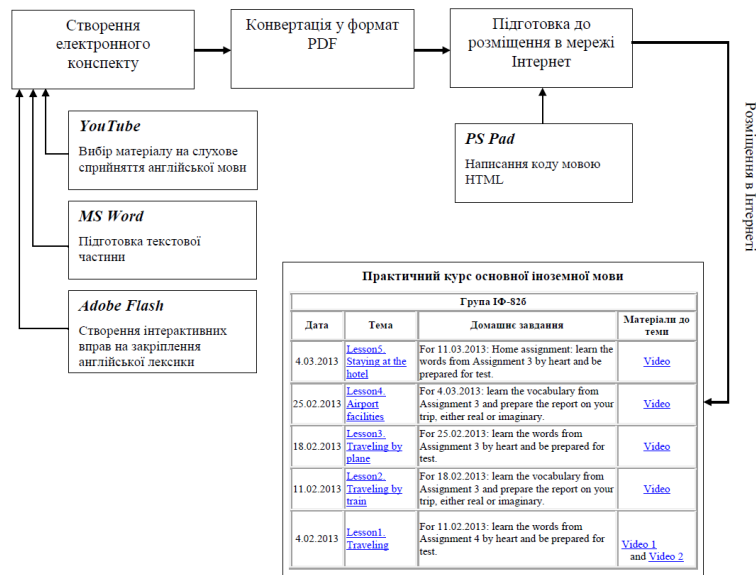 Створення
електронного
конспекту
Конвертація у формат
PDF
Підготовка до
розміщення в мережі
Інтернет
YouTube
Вибір матеріалу на слухове
сприйняття англійської мови
PS Pad
Написання коду мовою
HTML
Розміщення в Інтернеті
MS Word
Підготовка текстової
частини
Adobe Flash
Створення інтерактивних
вправ на закріплення
англійської лексики
Практичний курс основної іноземної мови
Група ІФ-82б
Дата
Тема
Домашнє завдання
Матеріали до
теми
4.03.2013
Lesson5.
Staying at the
hotel
For 11.03.2013: Home assignment: learn the
words from Assignment 3 by heart and be
prepared for test.
Video
25.02.2013
Lesson4.
Airport
facilities
For 4.03.2013: learn the vocabulary from
Assignment 3 and prepare the report on your
trip, either real or imaginary.
Video
18.02.2013
Lesson3.
Traveling by
plane
For 25.02.2013: learn the words from
Assignment 3 by heart and be prepared for
test.
Video
11.02.2013
Lesson2.
Traveling by
train
For 18.02.2013: learn the vocabulary from
Assignment 3 and prepare the report on your
trip, either real or imaginary.
Video
4.02.2013
Lesson1.
Traveling
For 11.02.2013: learn the words from
Assignment 4 by heart and be prepared for
test.
Video 1
and Video 2